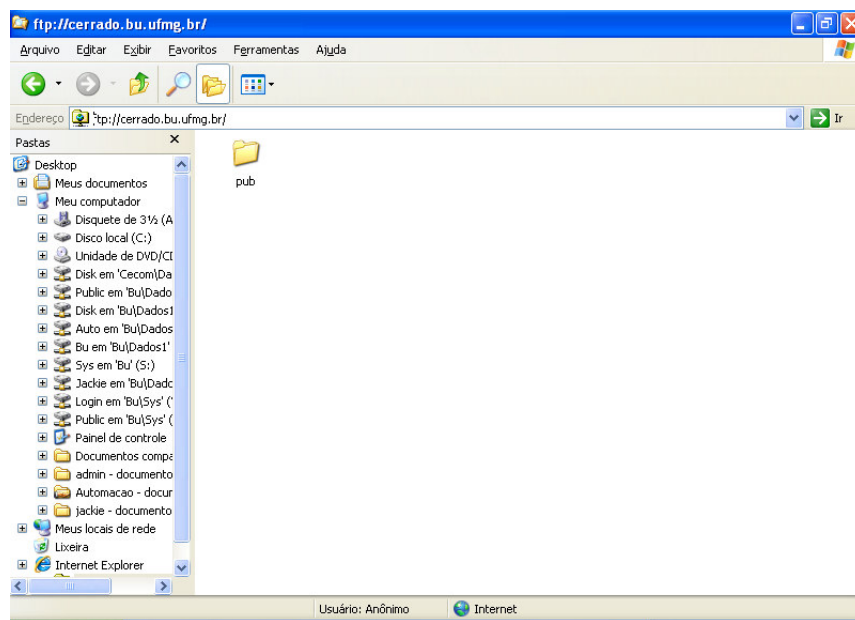 ftp://cerrado.bu.ufmg.br/
Arquivo Editar Exibir Favoritos Ferramentas Ajuda
Endereço ftp://cerrado.bu.ufmg.br/ Ir
Pastas x
Desktop
Meus documentos
Meu computador
Disquete de 3½ (A
Disco local (C:)
Unidade de DVD/CI
Disk em 'Cecom\Da
Public em 'Bu\Dado
Disk em 'Bu\Dados1
Auto em 'Bu\Dados
Bu em 'Bu\Dados1'
Sys em 'Bu' (S:)
Jackie em 'Bu\Dadc
Login em 'Bu\Sys' ('
Public em 'Bu\Sys' (
Painel de controle
Documentos compa
admin - documento
Automacao - docur
jackie - documento
Meus locais de rede
Lixeira
Internet Explorer
pub
Usuário: Anônimo Internet